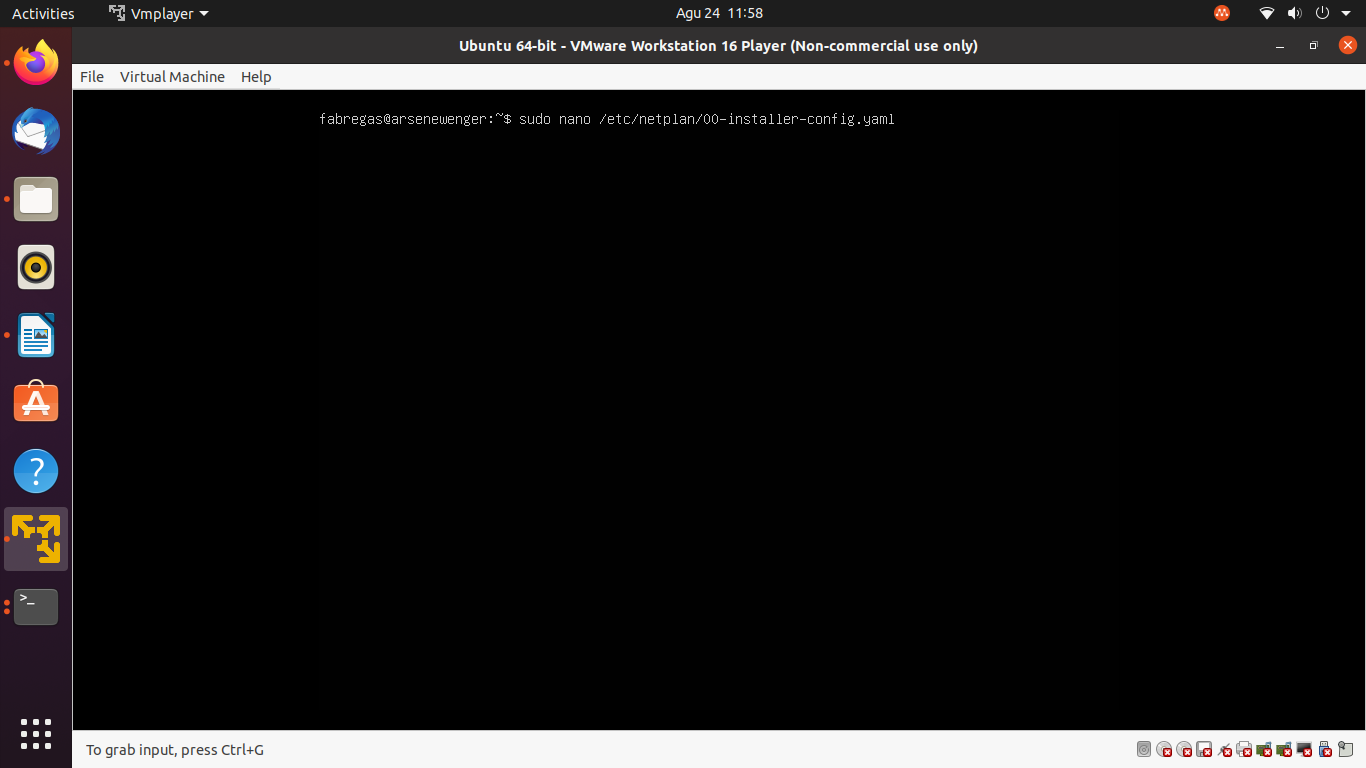 Activities
Vmplayer
Agu 24 11:58
Ubuntu 64-bit - VMware Workstation 16 Player (Non-commercial use only)
File Virtual Machine Help
fabregas@arsenewenger:~$ sudo nano /etc/netplan/00-installer-config.yaml
?
>_
To grab input, press Ctrl+G